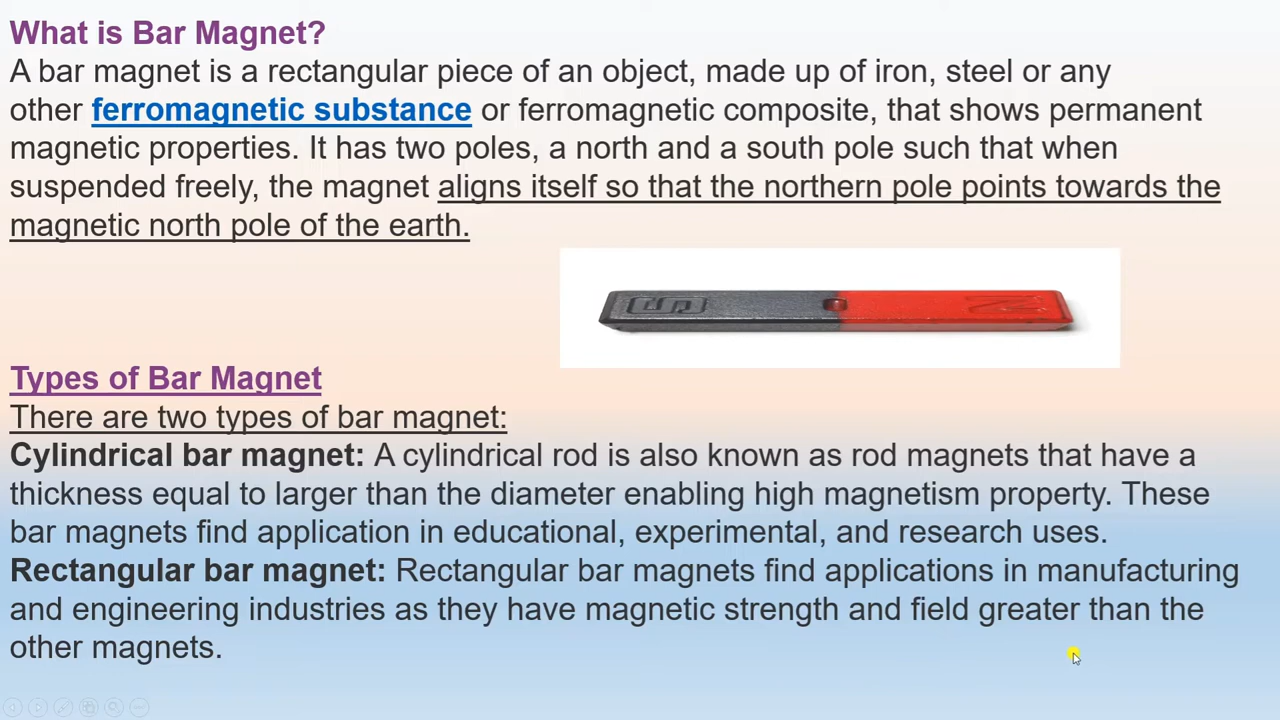 What is Bar Magnet?
A bar magnet is a rectangular piece of an object, made up of iron, steel or any
other ferromagnetic substance or ferromagnetic composite, that shows permanent
magnetic properties. It has two poles, a north and a south pole such that when
suspended freely, the magnet aligns itself so that the northern pole points towards the
magnetic north pole of the earth.
S N
Types of Bar Magnet
There are two types of bar magnet:
Cylindrical bar magnet: A cylindrical rod is also known as rod magnets that have a
thickness equal to larger than the diameter enabling high magnetism property. These
bar magnets find application in educational, experimental, and research uses.
Rectangular bar magnet: Rectangular bar magnets find applications in manufacturing
and engineering industries as they have magnetic strength and field greater than the
other magnets.